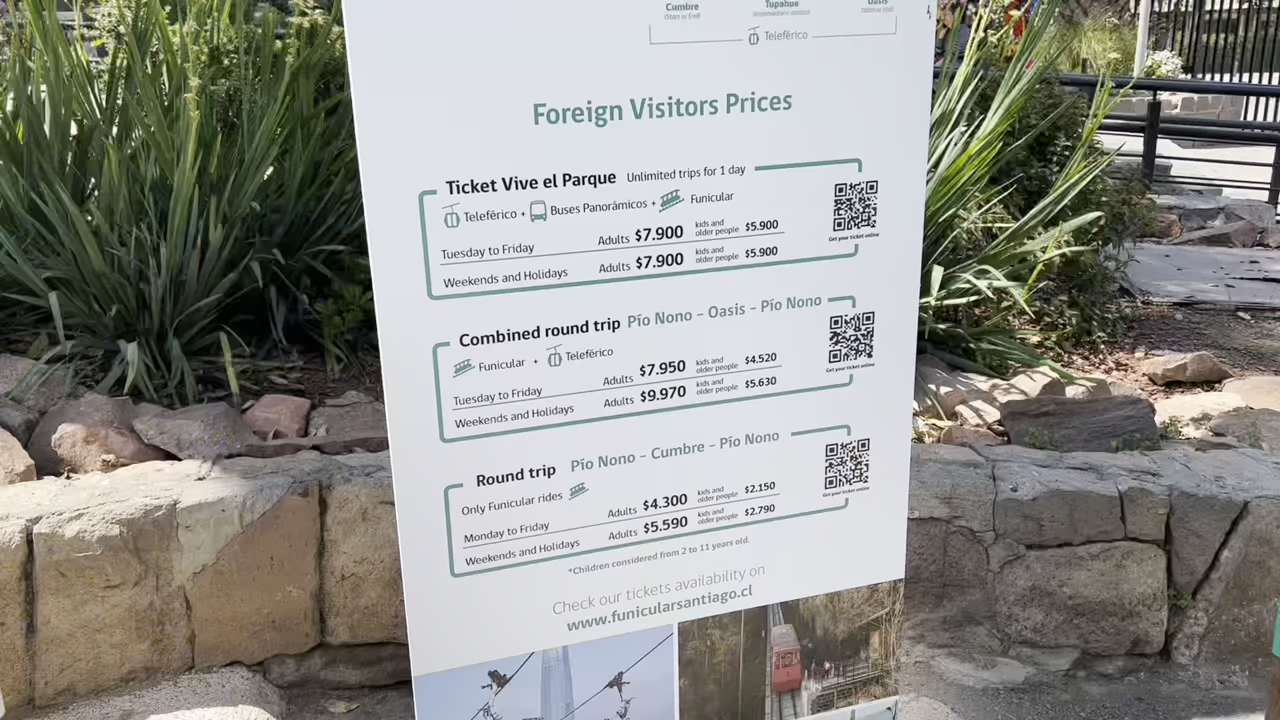 Cumbre Tupahue Oasis
Teleférico
Foreign Visitors Prices
Ticket Vive el Parque Unlimited trips for 1 day
Teleférico + Buses Panorámicos + Funicular
Tuesday to Friday Adults $7.900 kids and older people $5.900
Weekends and Holidays Adults $7.900 kids and older people $5.900
Get your ticket online
Combined round trip Pío Nono – Oasis – Pío Nono
Funicular + Teleférico
Tuesday to Friday Adults $7.950 kids and older people $4.520
Weekends and Holidays Adults $9.970 kids and older people $5.630
Get your ticket online
Round trip Pío Nono – Cumbre – Pío Nono
Only Funicular rides
Monday to Friday Adults $4.300 kids and older people $2.150
Weekends and Holidays Adults $5.590 kids and older people $2.790
Get your ticket online
*Children considered from 2 to 11 years old.
Check our tickets availability on
www.funicularsantiago.cl